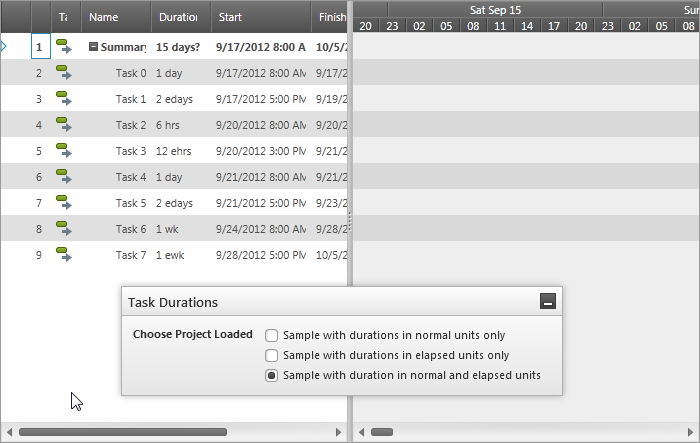 Ta Name Duration Start Finish
Sat Sep 15 Sun
20 23 02 05 08 11 14 17 20 23 02 05 08
1 Summary 15 days? 9/17/2012 8:00 A 10/5/2
2 Task 0 1 day 9/17/2012 8:00 AM 9/17/2
3 Task 1 2 edays 9/17/2012 5:00 PM 9/19/2
4 Task 2 6 hrs 9/20/2012 8:00 AM 9/20/2
5 Task 3 12 ehrs 9/20/2012 3:00 PM 9/21/2
6 Task 4 1 day 9/21/2012 8:00 AM 9/21/2
7 Task 5 2 edays 9/21/2012 5:00 PM 9/23/2
8 Task 6 1 wk 9/24/2012 8:00 AM 9/28/2
9 Task 7 1 ewk 9/28/2012 5:00 PM 10/5/2
Task Durations
Choose Project Loaded Sample with durations in normal units only
Sample with durations in elapsed units only
Sample with duration in normal and elapsed units